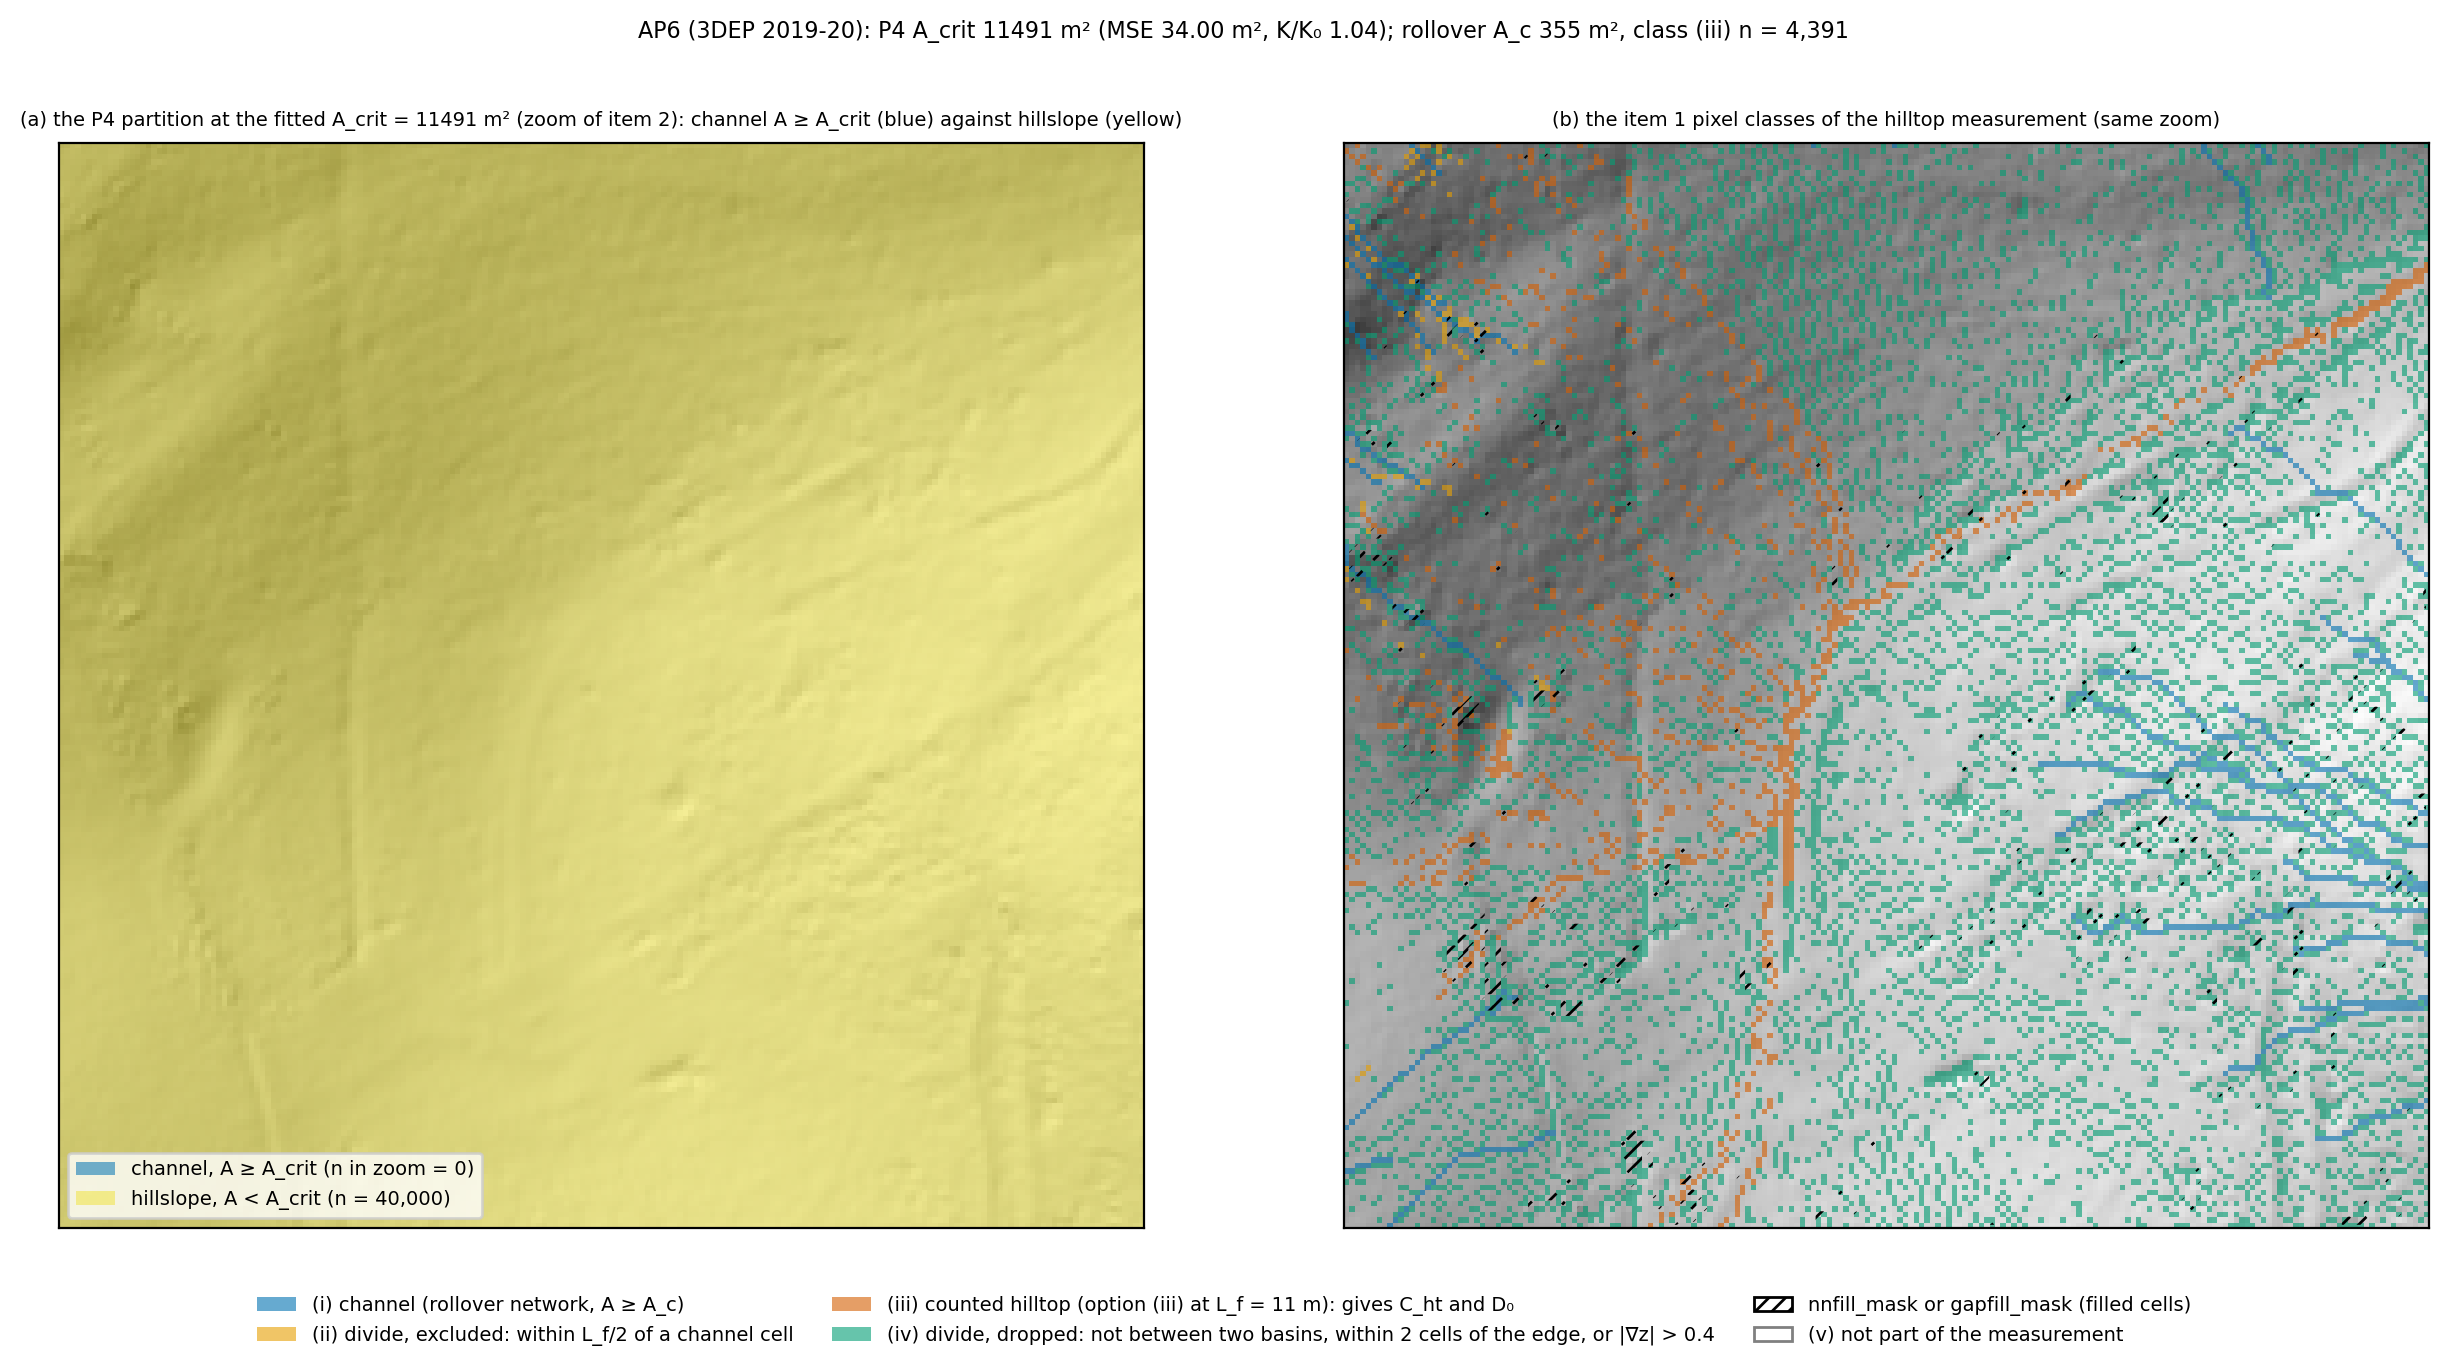 AP6 (3DEP 2019-20): P4 A_crit 11491 m² (MSE 34.00 m², K/K₀ 1.04); rollover A_c 355 m², class (iii) n = 4,391
(a) the P4 partition at the fitted A_crit = 11491 m² (zoom of item 2): channel A ≥ A_crit (blue) against hillslope (yellow)
(b) the item 1 pixel classes of the hilltop measurement (same zoom)
channel, A ≥ A_crit (n in zoom = 0)
hillslope, A < A_crit (n = 40,000)
(i) channel (rollover network, A ≥ A_c)
(ii) divide, excluded: within L_f/2 of a channel cell
(iii) counted hilltop (option (iii) at L_f = 11 m): gives C_ht and D₀
(iv) divide, dropped: not between two basins, within 2 cells of the edge, or |∇z| > 0.4
nnfill_mask or gapfill_mask (filled cells)
(v) not part of the measurement